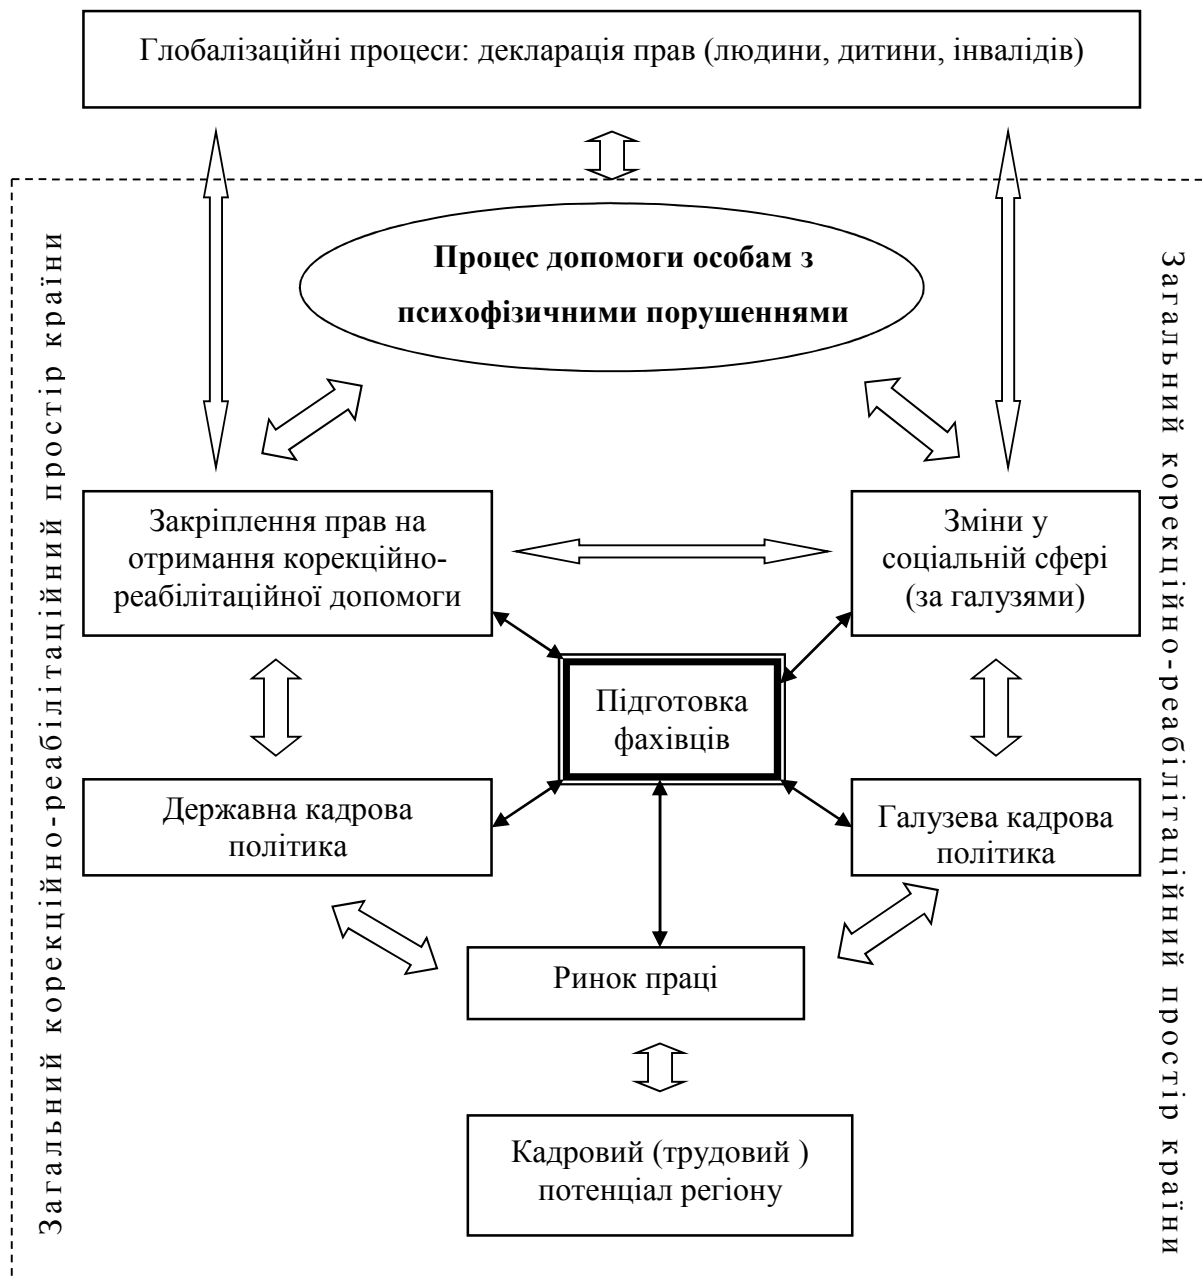 Глобалізаційні процеси: декларація прав (людини, дитини, інвалідів)
Загальний корекційно-реабілітаційний простір країни
Процес допомоги особам з
психофізичними порушеннями
Загальний корекційно-реабілітаційний простір країни
Закріплення прав на
отримання корекційно-
реабілітаційної допомоги
Зміни у
соціальній сфері
(за галузями)
Підготовка
фахівців
Державна кадрова
політика
Галузева кадрова
політика
Ринок праці
Кадровий (трудовий )
потенціал регіону